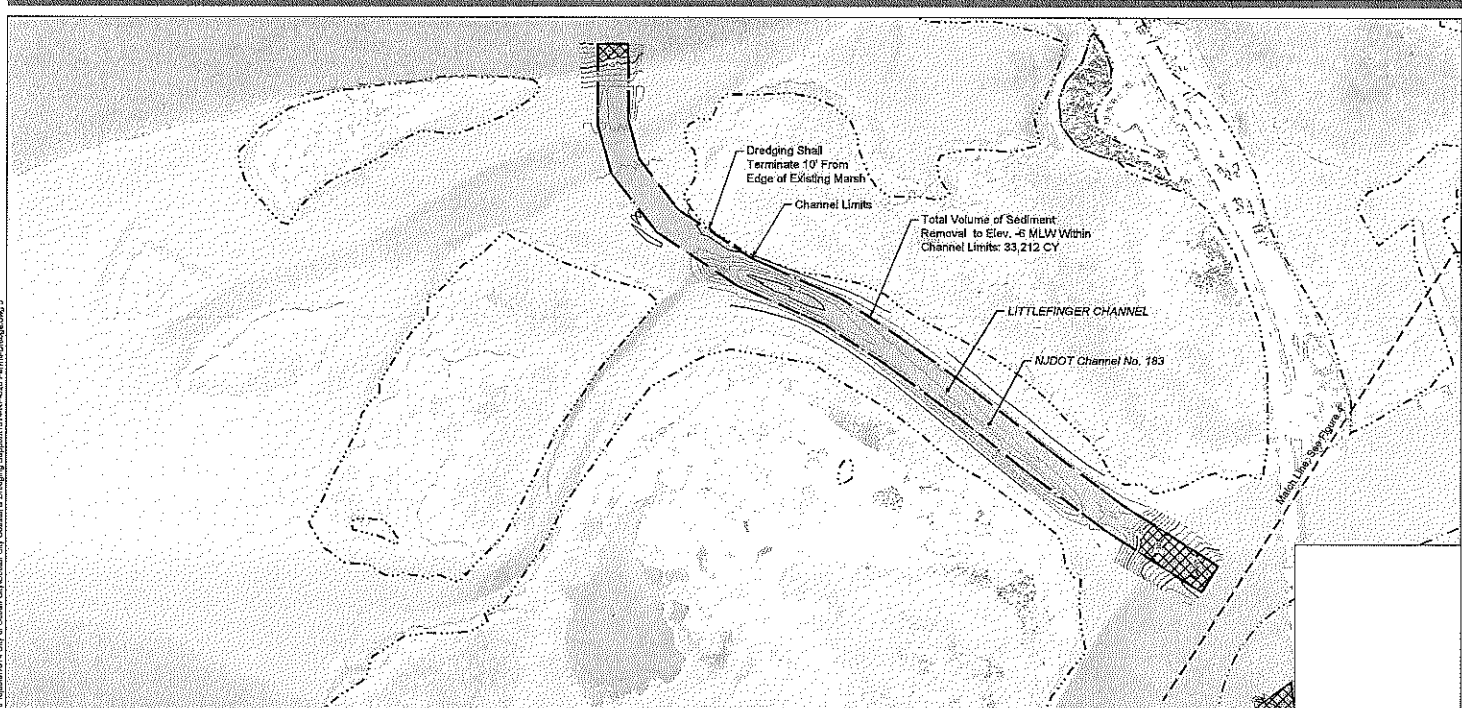 Dredging Shall
Terminate 10' From
Edge of Existing Marsh
Channel Limits
Total Volume of Sediment
Removal to Elev. -6 MLW Within
Channel Limits: 33,212 CY
LITTLEFINGER CHANNEL
NJDOT Channel No. 183
Match Line, See Figure